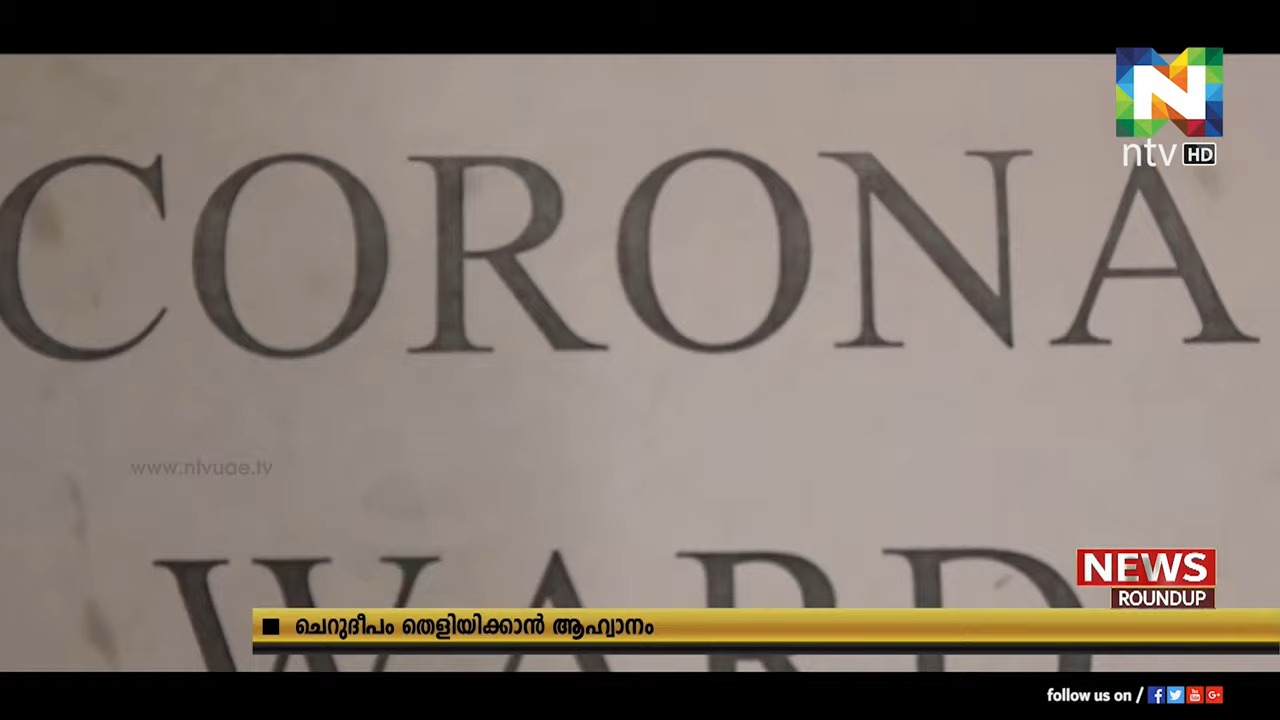 N
ntv HD
CORONA
www.ntvuae.tv
WARD
NEWS
ROUNDUP
ചെറുദീപം തെളിയിക്കാൻ ആഹ്വാനം
follow us on /